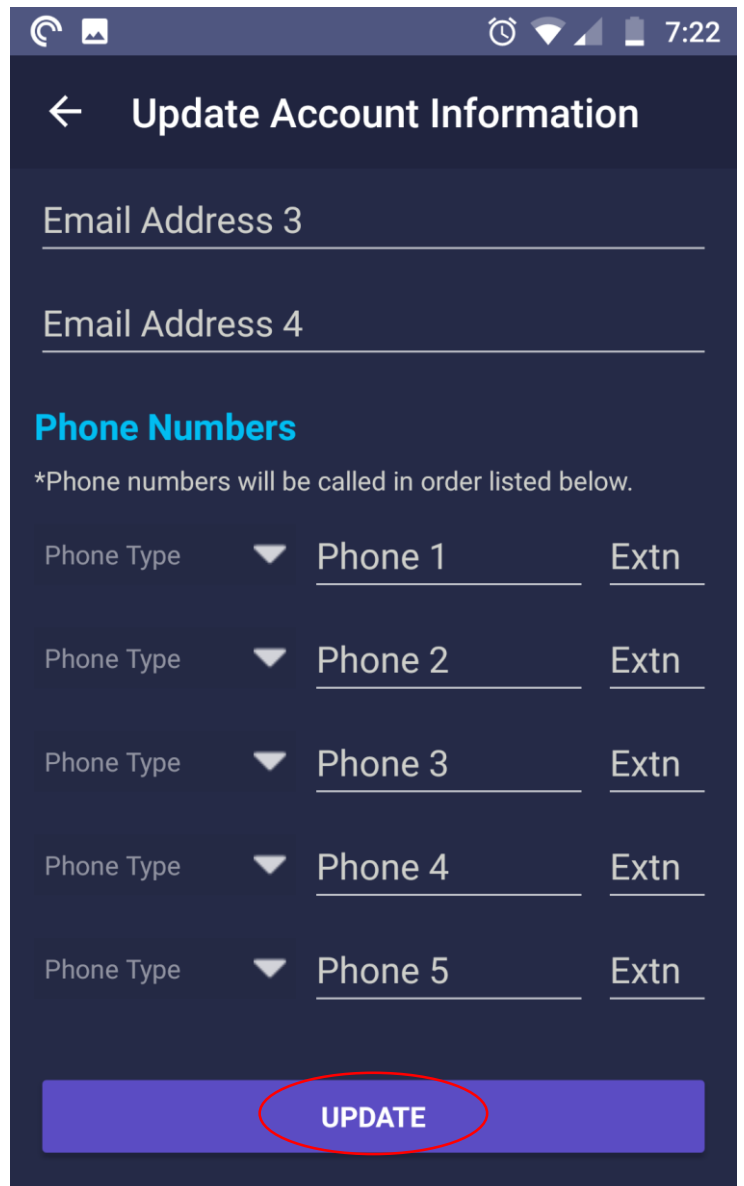 7:22
Update Account Information
Email Address 3
Email Address 4
Phone Numbers
*Phone numbers will be called in order listed below.
Phone Type Phone 1 Extn
Phone Type Phone 2 Extn
Phone Type Phone 3 Extn
Phone Type Phone 4 Extn
Phone Type Phone 5 Extn
UPDATE